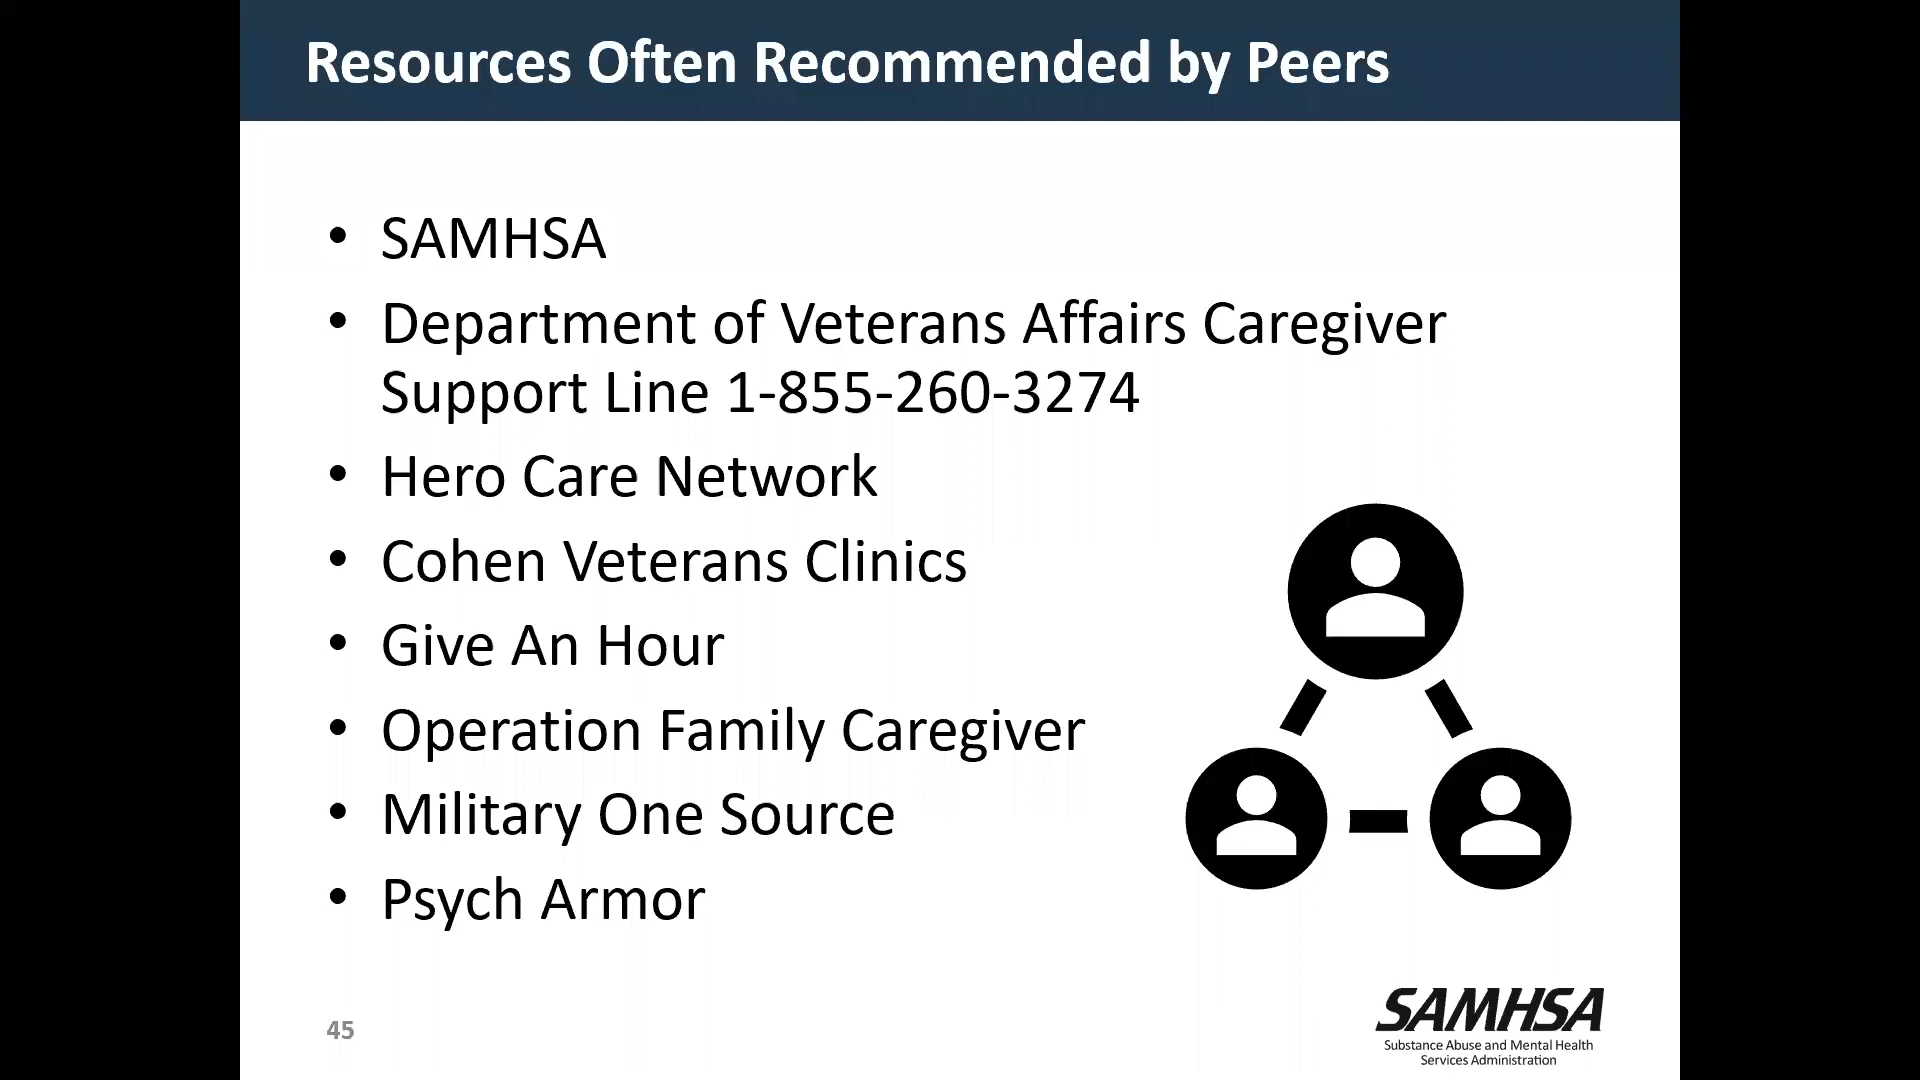 Resources Often Recommended by Peers
• SAMHSA
• Department of Veterans Affairs Caregiver
Support Line 1-855-260-3274
• Hero Care Network
• Cohen Veterans Clinics
• Give An Hour
• Operation Family Caregiver
• Military One Source
• Psych Armor
45
SAMHSA
Substance Abuse and Mental Health
Services Administration